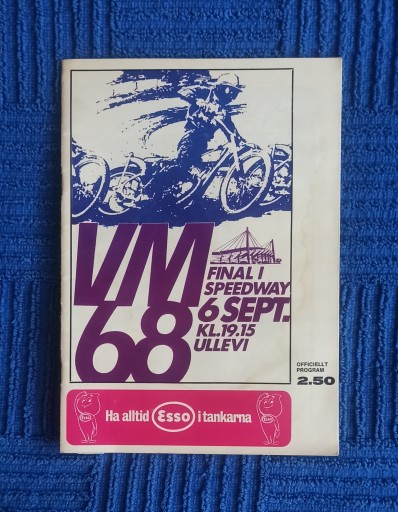 VM
68
FINAL I
SPEEDWAY
6 SEPT.
KL.19.15
ULLEVI
OFFICIELLT
PROGRAM
2.50
Ha alltid Esso i tankarna